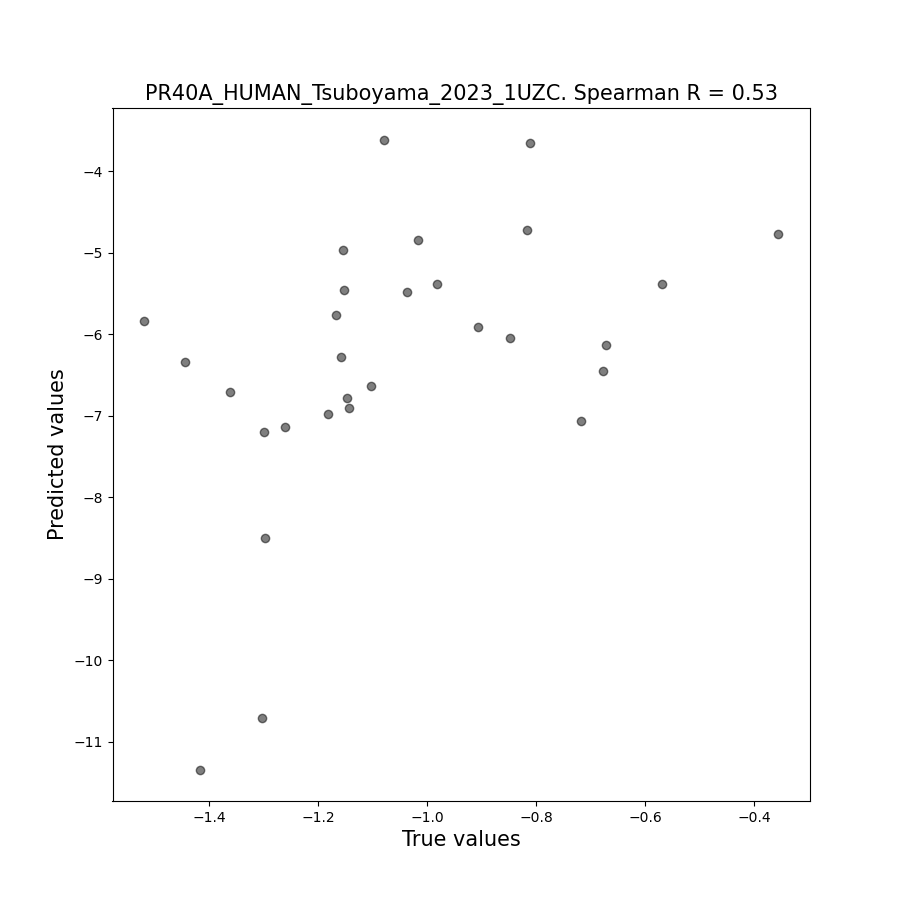 PR40A_HUMAN_Tsuboyama_2023_1UZC. Spearman R = 0.53
−4
−5
−6
−7
−8
−9
−10
−11
Predicted values
−1.4 −1.2 −1.0 −0.8 −0.6 −0.4
True values